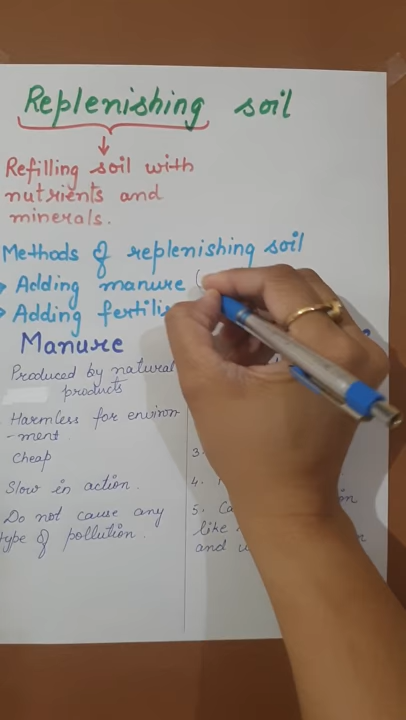 Replenishing soil
Refilling soil with
nutrients and
minerals.
Methods of replenishing soil
Adding manure (
Adding
Manure
Produced by natural
products
Harmless for environ
-ment.
Cheap
3.
Slow in action.
4.
Do not cause any
type of pollution.
5.
like
and